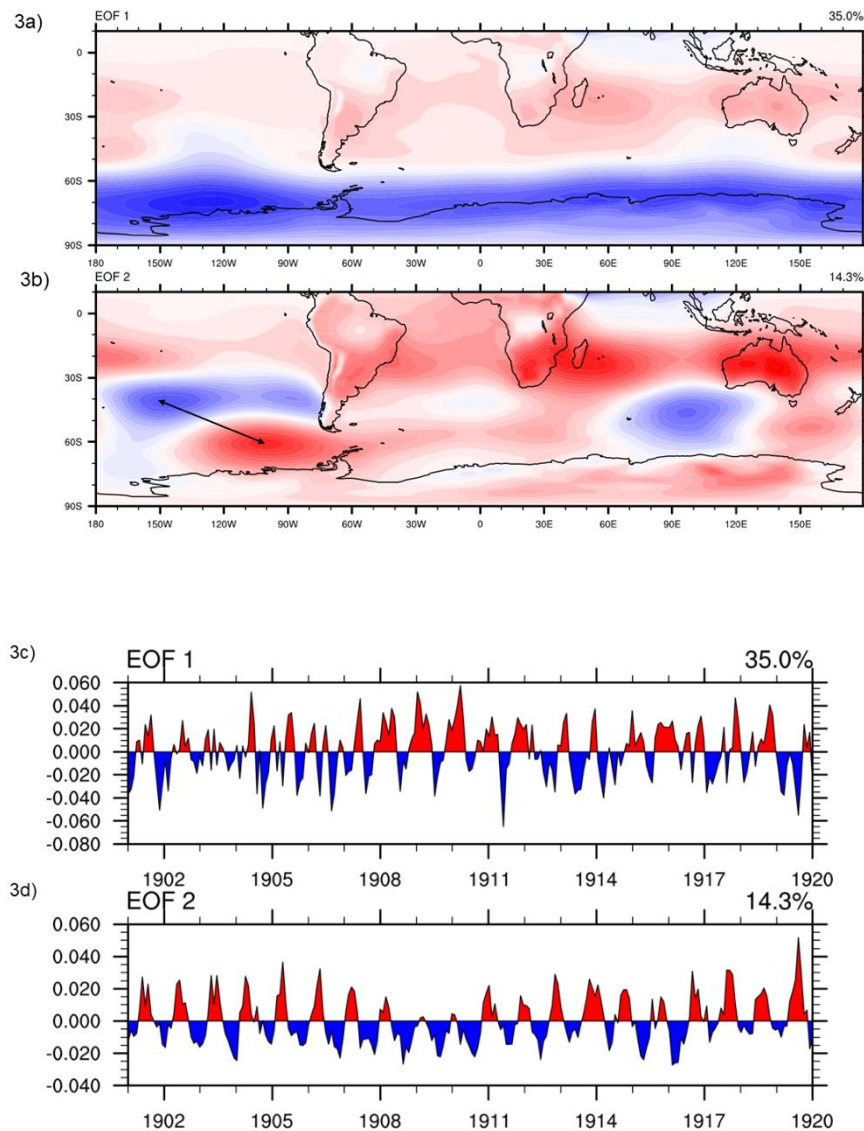 3a)
EOF 1 35.0%
0
30S
60S
90S
180 150W 120W 90W 60W 30W 0 30E 60E 90E 120E 150E
3b)
EOF 2 14.3%
0
30S
60S
90S
180 150W 120W 90W 60W 30W 0 30E 60E 90E 120E 150E
3c)
EOF 1 35.0%
0.060
0.040
0.020
0.000
-0.020
-0.040
-0.060
-0.080
1902 1905 1908 1911 1914 1917 1920
3d)
EOF 2 14.3%
0.060
0.040
0.020
0.000
-0.020
-0.040
1902 1905 1908 1911 1914 1917 1920